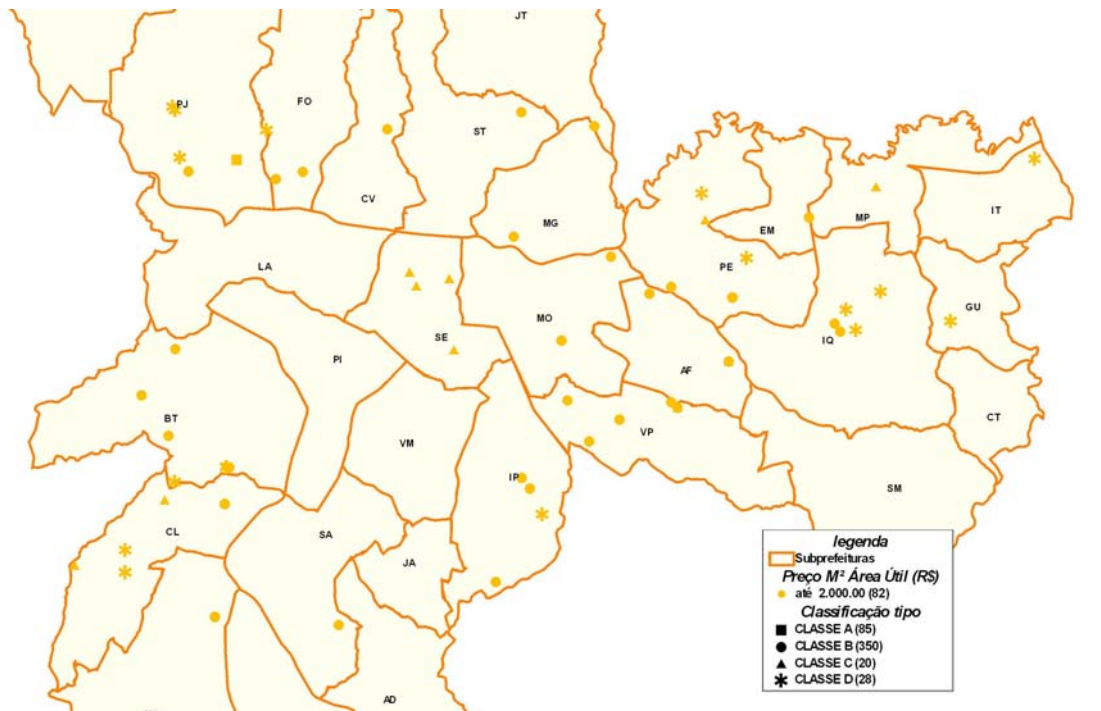 JT
PJ
FO
ST
CV
MG
EM
MP
IT
LA
PE
GU
MO
SE
IQ
PI
AF
BT
CT
VM
VP
IP
SM
CL
SA
JA
AD
legenda
Subprefeituras
Preço M² Área Útil (R$)
até 2.000.00 (82)
Classificação tipo
CLASSE A (85)
CLASSE B (350)
CLASSE C (20)
CLASSE D (28)